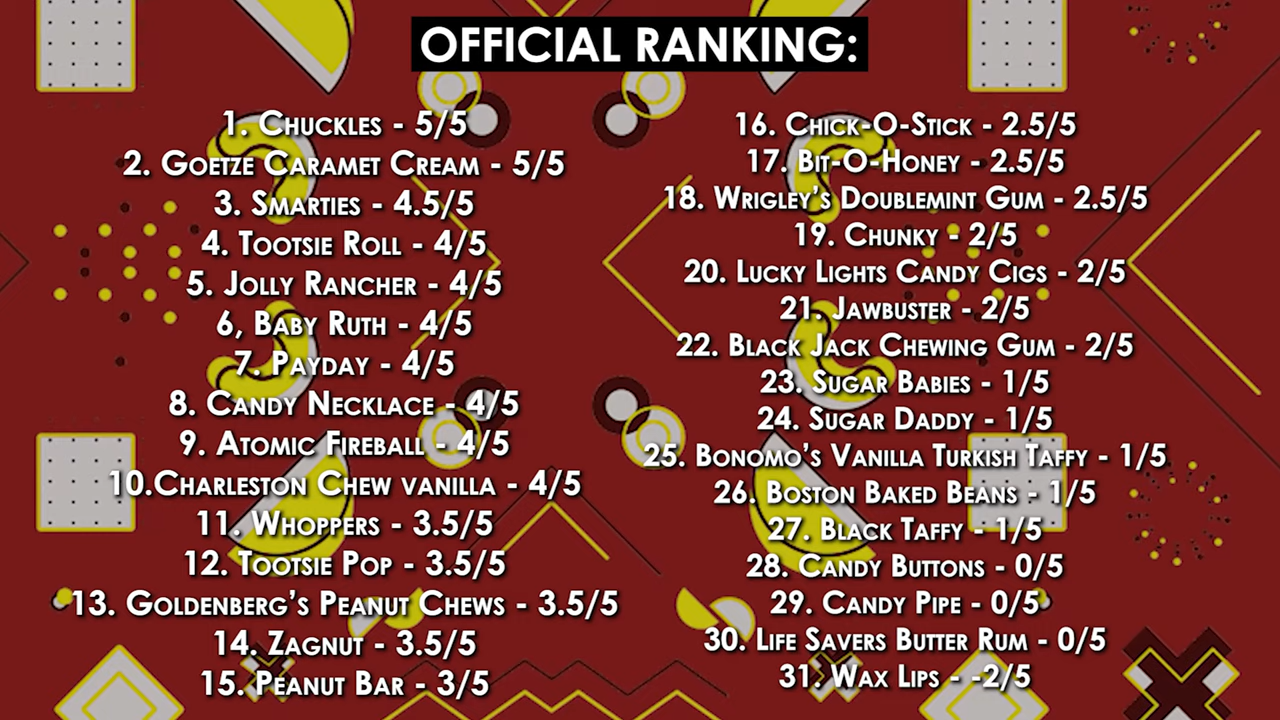 OFFICIAL RANKING:
1. Chuckles - 5/5
2. Goetze Caramet Cream - 5/5
3. Smarties - 4.5/5
4. Tootsie Roll - 4/5
5. Jolly Rancher - 4/5
6, Baby Ruth - 4/5
7. Payday - 4/5
8. Candy Necklace - 4/5
9. Atomic Fireball - 4/5
10.Charleston Chew vanilla - 4/5
11. Whoppers - 3.5/5
12. Tootsie Pop - 3.5/5
13. Goldenberg's Peanut Chews - 3.5/5
14. Zagnut - 3.5/5
15. Peanut Bar - 3/5
16. Chick-O-Stick - 2.5/5
17. Bit-O-Honey - 2.5/5
18. Wrigley's Doublemint Gum - 2.5/5
19. Chunky - 2/5
20. Lucky Lights Candy Cigs - 2/5
21. Jawbuster - 2/5
22. Black Jack Chewing Gum - 2/5
23. Sugar Babies - 1/5
24. Sugar Daddy - 1/5
25. Bonomo's Vanilla Turkish Taffy - 1/5
26. Boston Baked Beans - 1/5
27. Black Taffy - 1/5
28. Candy Buttons - 0/5
29. Candy Pipe - 0/5
30. Life Savers Butter Rum - 0/5
31. Wax Lips - -2/5